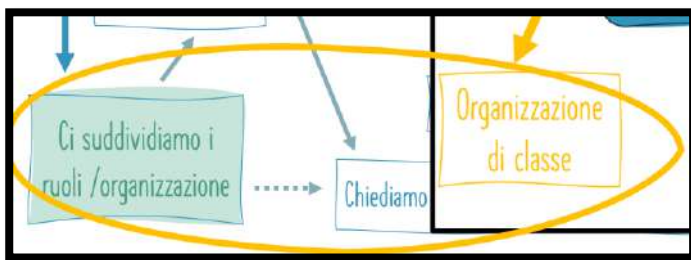 Ci suddividiamo i
ruoli /organizzazione
Chiediamo
Organizzazione
di classe